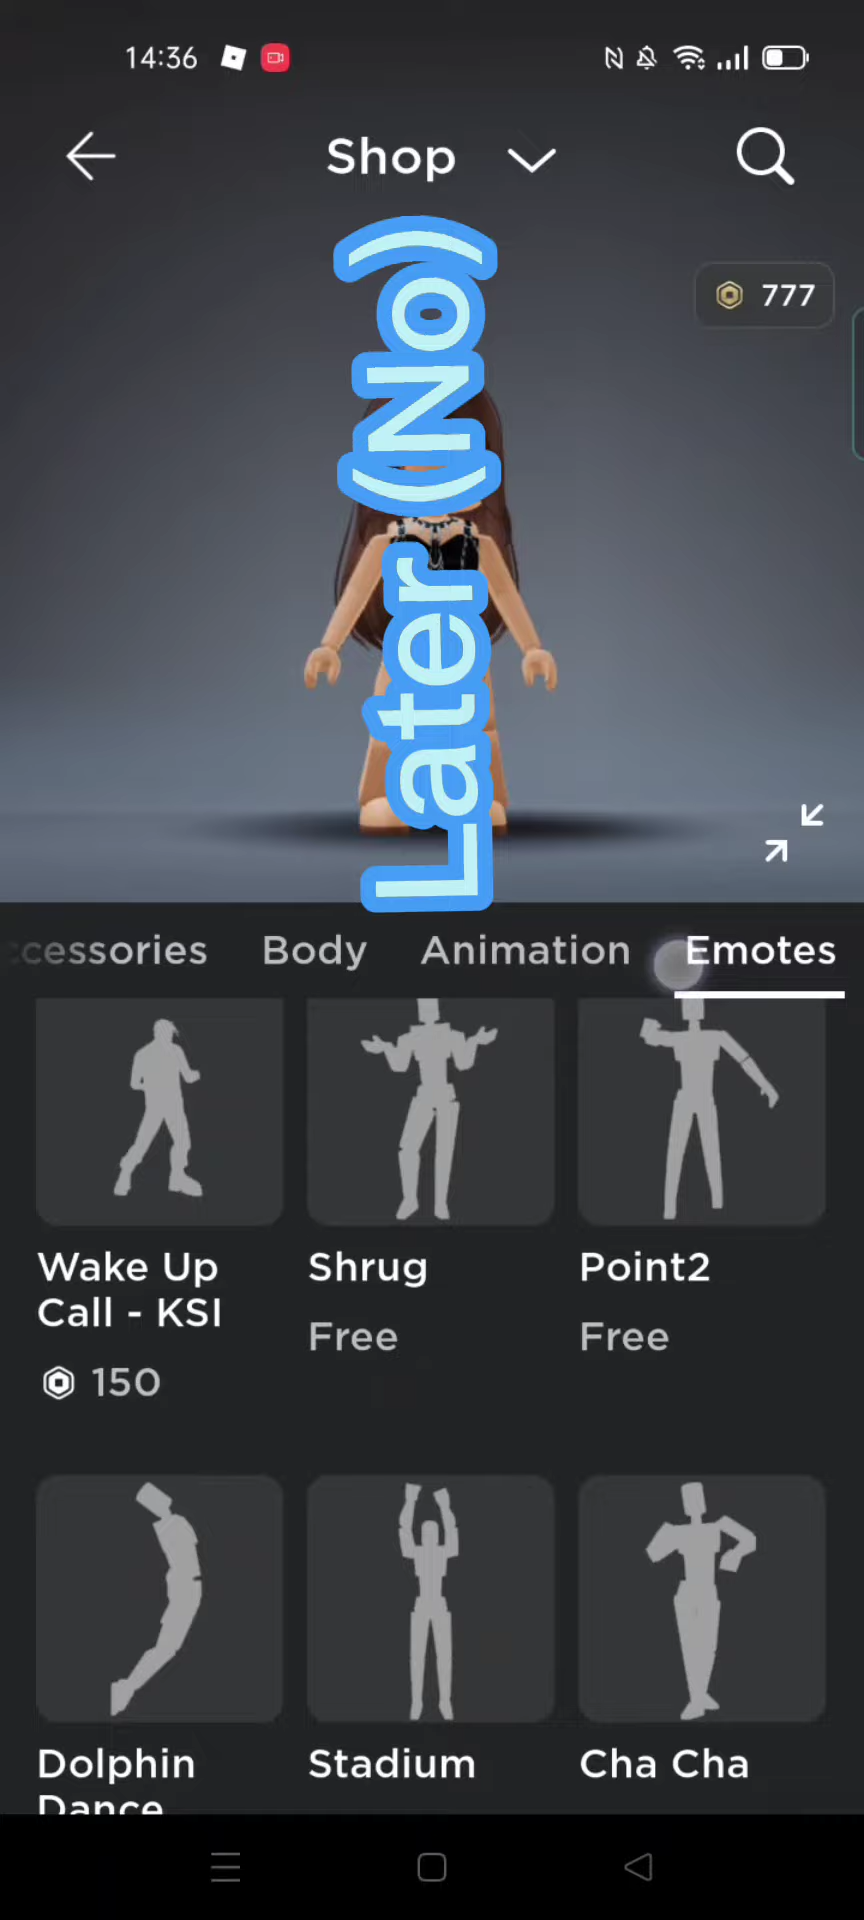 14:36
Shop
777
Later (No)
ccessories Body Animation Emotes
Wake Up
Call - KSI
150
Shrug
Free
Point2
Free
Dolphin
Dance
Stadium
Cha Cha